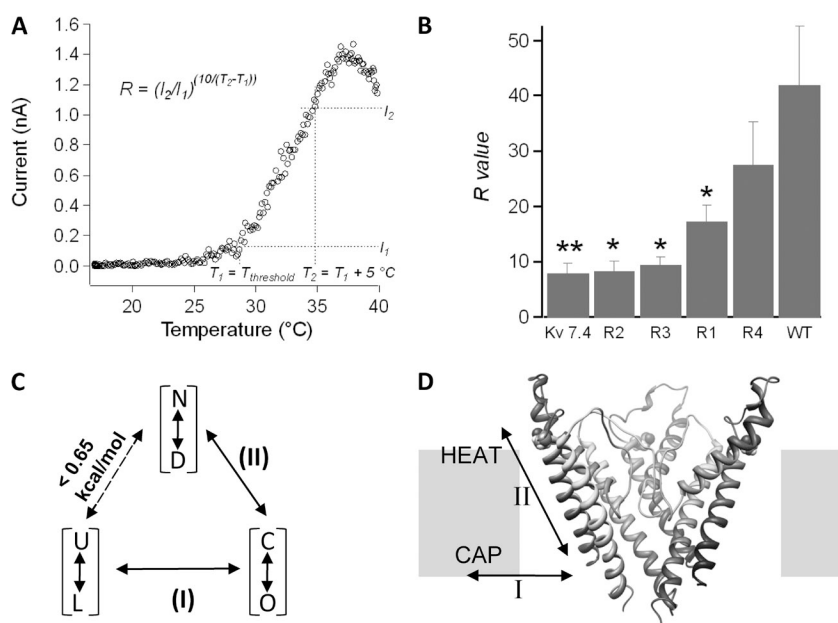 A
1.6
1.4
1.2
1.0
0.8
0.6
0.4
0.2
0.0
Current (nA)
R = (I2/I1)(10/(T2-T1))
I2
I1
T1 = Tthreshold T2 = T1 + 5 °C
20 25 30 35 40
Temperature (°C)
B
50
40
30
20
10
0
R value
** * * *
Kv 7.4 R2 R3 R1 R4 WT
C
N
D
< 0.65
kcal/mol
(II)
U
L
(I)
C
O
D
HEAT
II
CAP
I